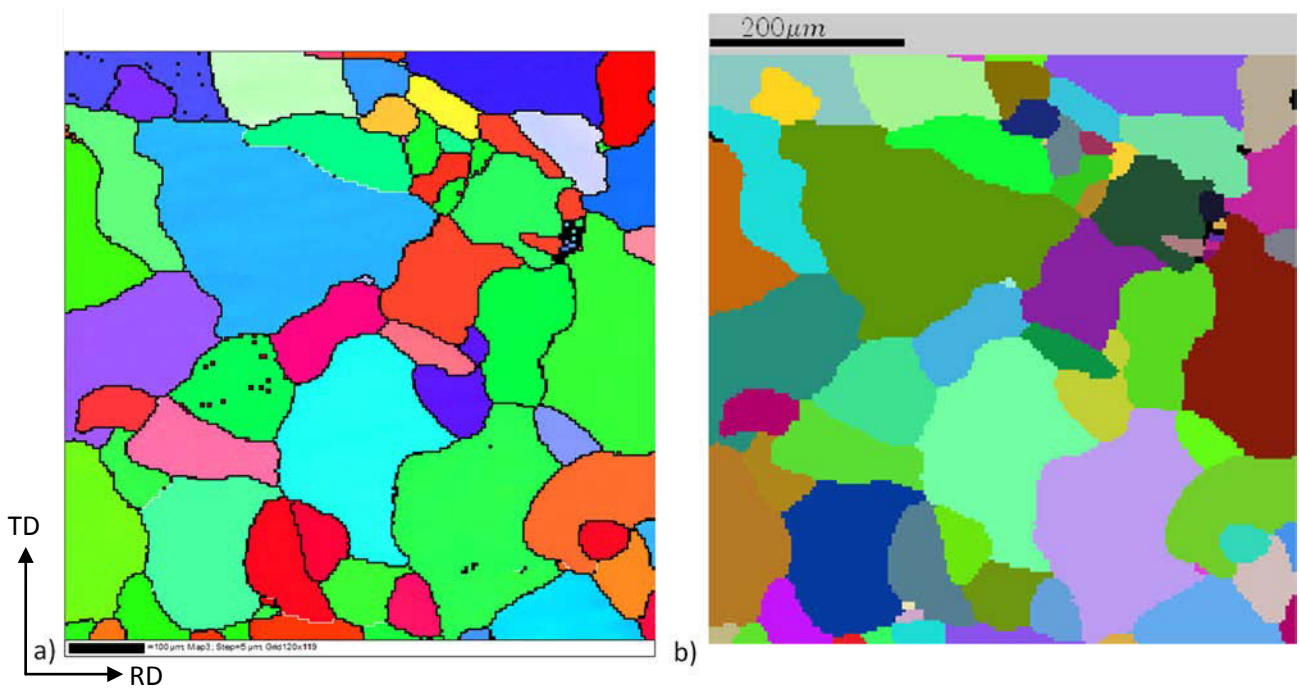 200μm
TD
RD
a)
=100 μm; Map3; Step=5 μm; Grid120x119
b)